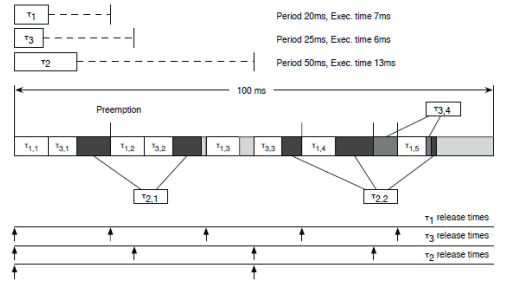 τ1 Period 20ms, Exec. time 7ms
τ3 Period 25ms, Exec. time 6ms
τ2 Period 50ms, Exec. time 13ms
100 ms
Preemption
τ3,4
τ1,1 τ3,1 τ1,2 τ3,2 τ1,3 τ3,3 τ1,4 τ1,5
τ2,1 τ2,2
τ1 release times
τ3 release times
τ2 release times